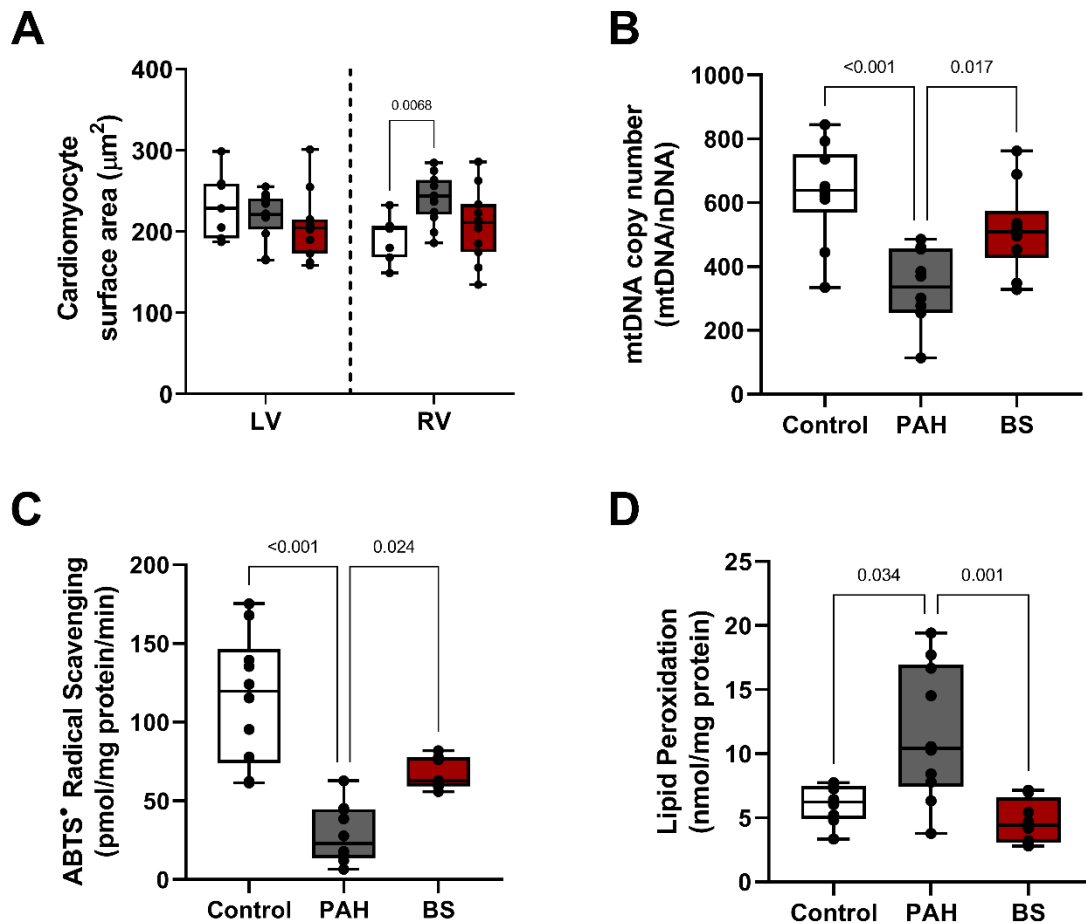 A
Cardiomyocyte
surface area (μm²)
400
300
200
100
0
0.0068
LV
RV
B
mtDNA copy number
(mtDNA/nDNA)
1000
800
600
400
200
0
<0.001
0.017
Control
PAH
BS
C
ABTS• Radical Scavenging
(pmol/mg protein/min)
200
150
100
50
0
<0.001
0.024
Control
PAH
BS
D
Lipid Peroxidation
(nmol/mg protein)
25
20
15
10
5
0
0.034
0.001
Control
PAH
BS